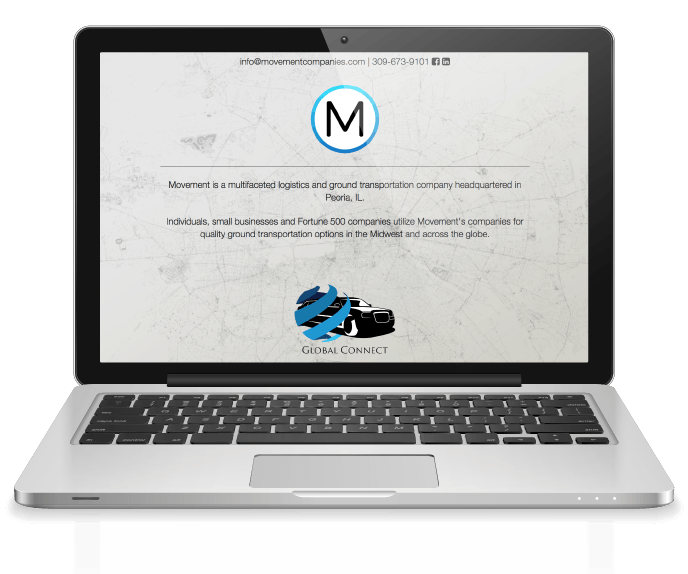 info@movementcompanies.com | 309-673-9101
M
Movement is a multifaceted logistics and ground transportation company headquartered in
Peoria, IL.
Individuals, small businesses and Fortune 500 companies utilize Movement's companies for
quality ground transportation options in the Midwest and across the globe.
GLOBAL CONNECT